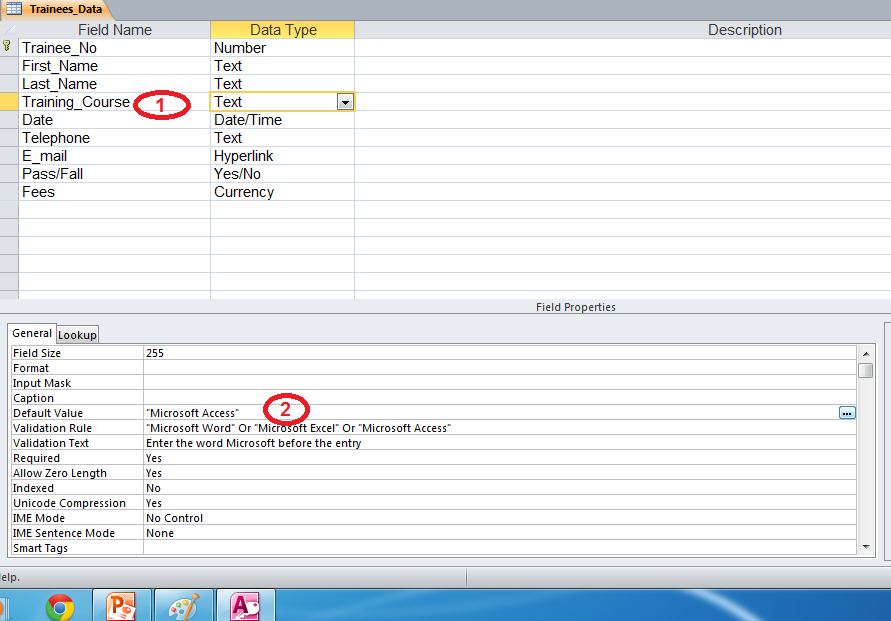 Trainees_Data
Field Name Data Type Description
Trainee_No Number
First_Name Text
Last_Name Text
Training_Course 1 Text
Date Date/Time
Telephone Text
E_mail Hyperlink
Pass/Fall Yes/No
Fees Currency
Field Properties
General Lookup
Field Size 255
Format
Input Mask
Caption
Default Value "Microsoft Access" 2 ...
Validation Rule "Microsoft Word" Or "Microsoft Excel" Or "Microsoft Access"
Validation Text Enter the word Microsoft before the entry
Required Yes
Allow Zero Length Yes
Indexed No
Unicode Compression Yes
IME Mode No Control
IME Sentence Mode None
Smart Tags
elp.
P A